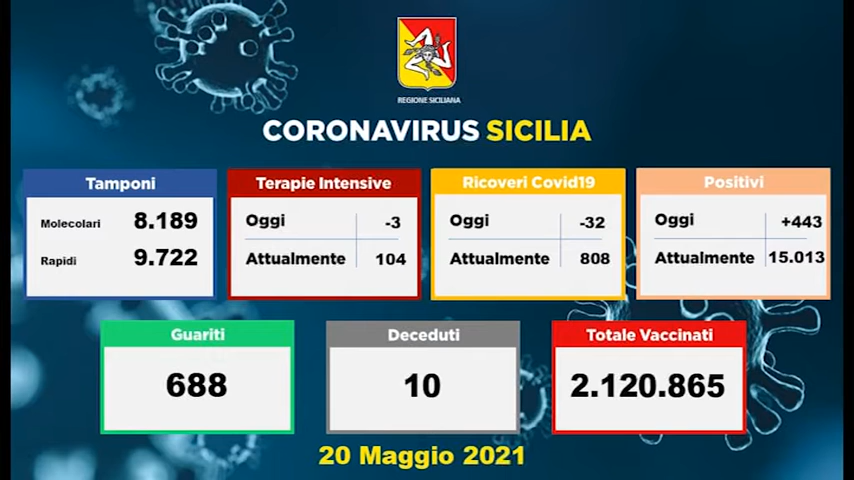 REGIONE SICILIANA
CORONAVIRUS SICILIA
Tamponi
Molecolari 8.189
Rapidi 9.722
Terapie Intensive
Oggi -3
Attualmente 104
Ricoveri Covid19
Oggi -32
Attualmente 808
Positivi
Oggi +443
Attualmente 15.013
Guariti
688
Deceduti
10
Totale Vaccinati
2.120.865
20 Maggio 2021